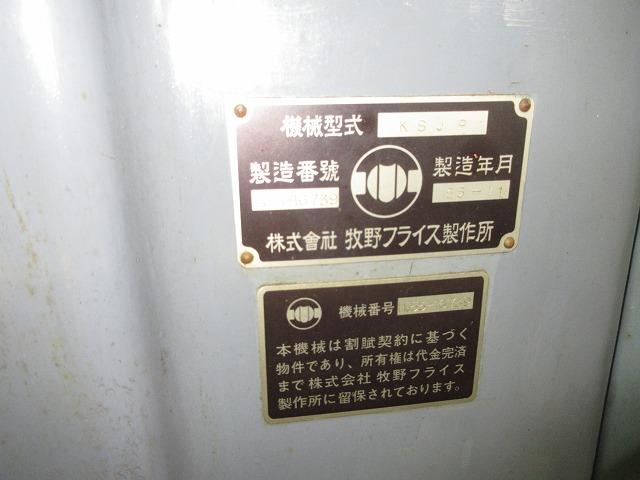 機械型式 KSJP
製造番號
製造年月
株式會社 牧野フライス製作所
機械番号
本機械は割賦契約に基づく
物件であり、所有権は代金完済
まで株式会社 牧野フライス
製作所に留保されております。